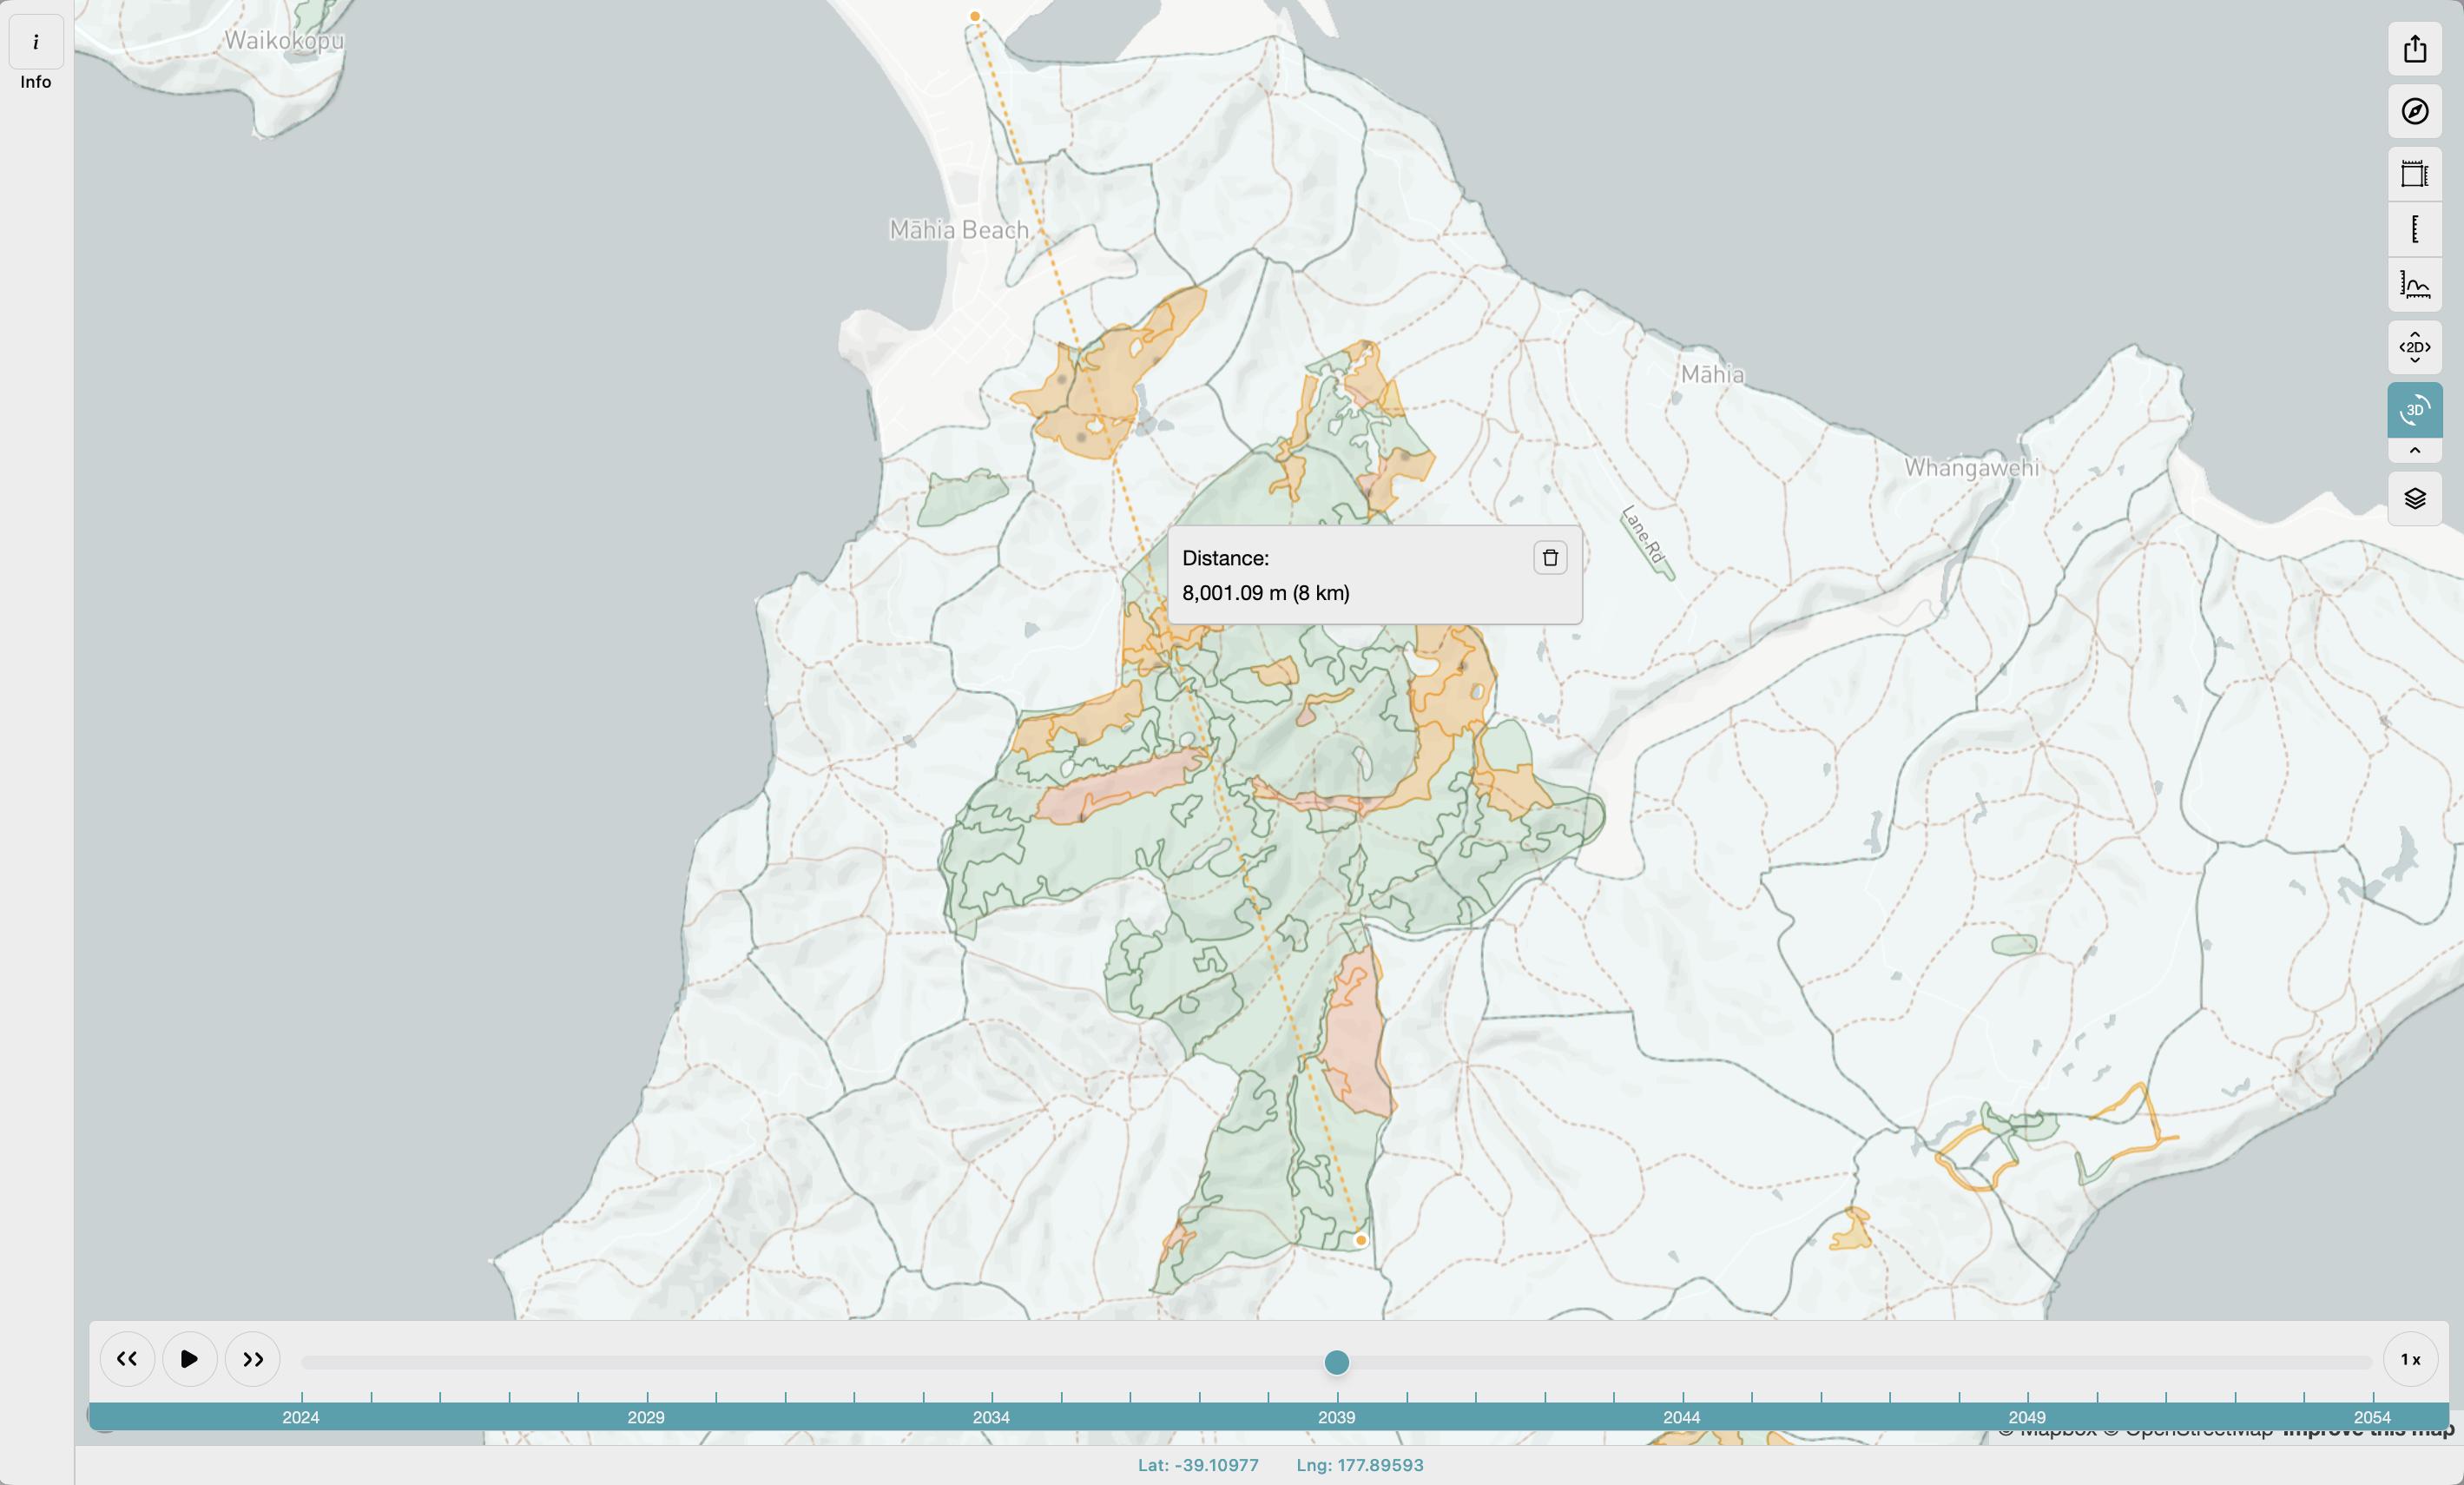 i
Info
Waikokopu
Māhia Beach
Māhia
Whangawehi
Lane Rd
<2D>
3D
Distance:
8,001.09 m (8 km)
1 x
2024
2029
2034
2039
2044
2049
2054
© Mapbox © OpenStreetMap Improve this map
Lat: -39.10977 Lng: 177.89593